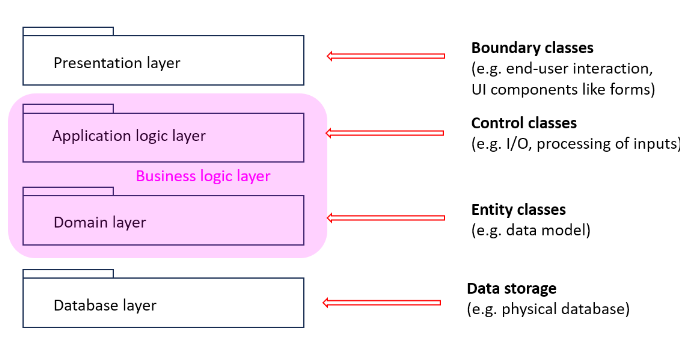 Presentation layer
Boundary classes
(e.g. end-user interaction,
UI components like forms)
Application logic layer
Control classes
(e.g. I/O, processing of inputs)
Business logic layer
Domain layer
Entity classes
(e.g. data model)
Database layer
Data storage
(e.g. physical database)